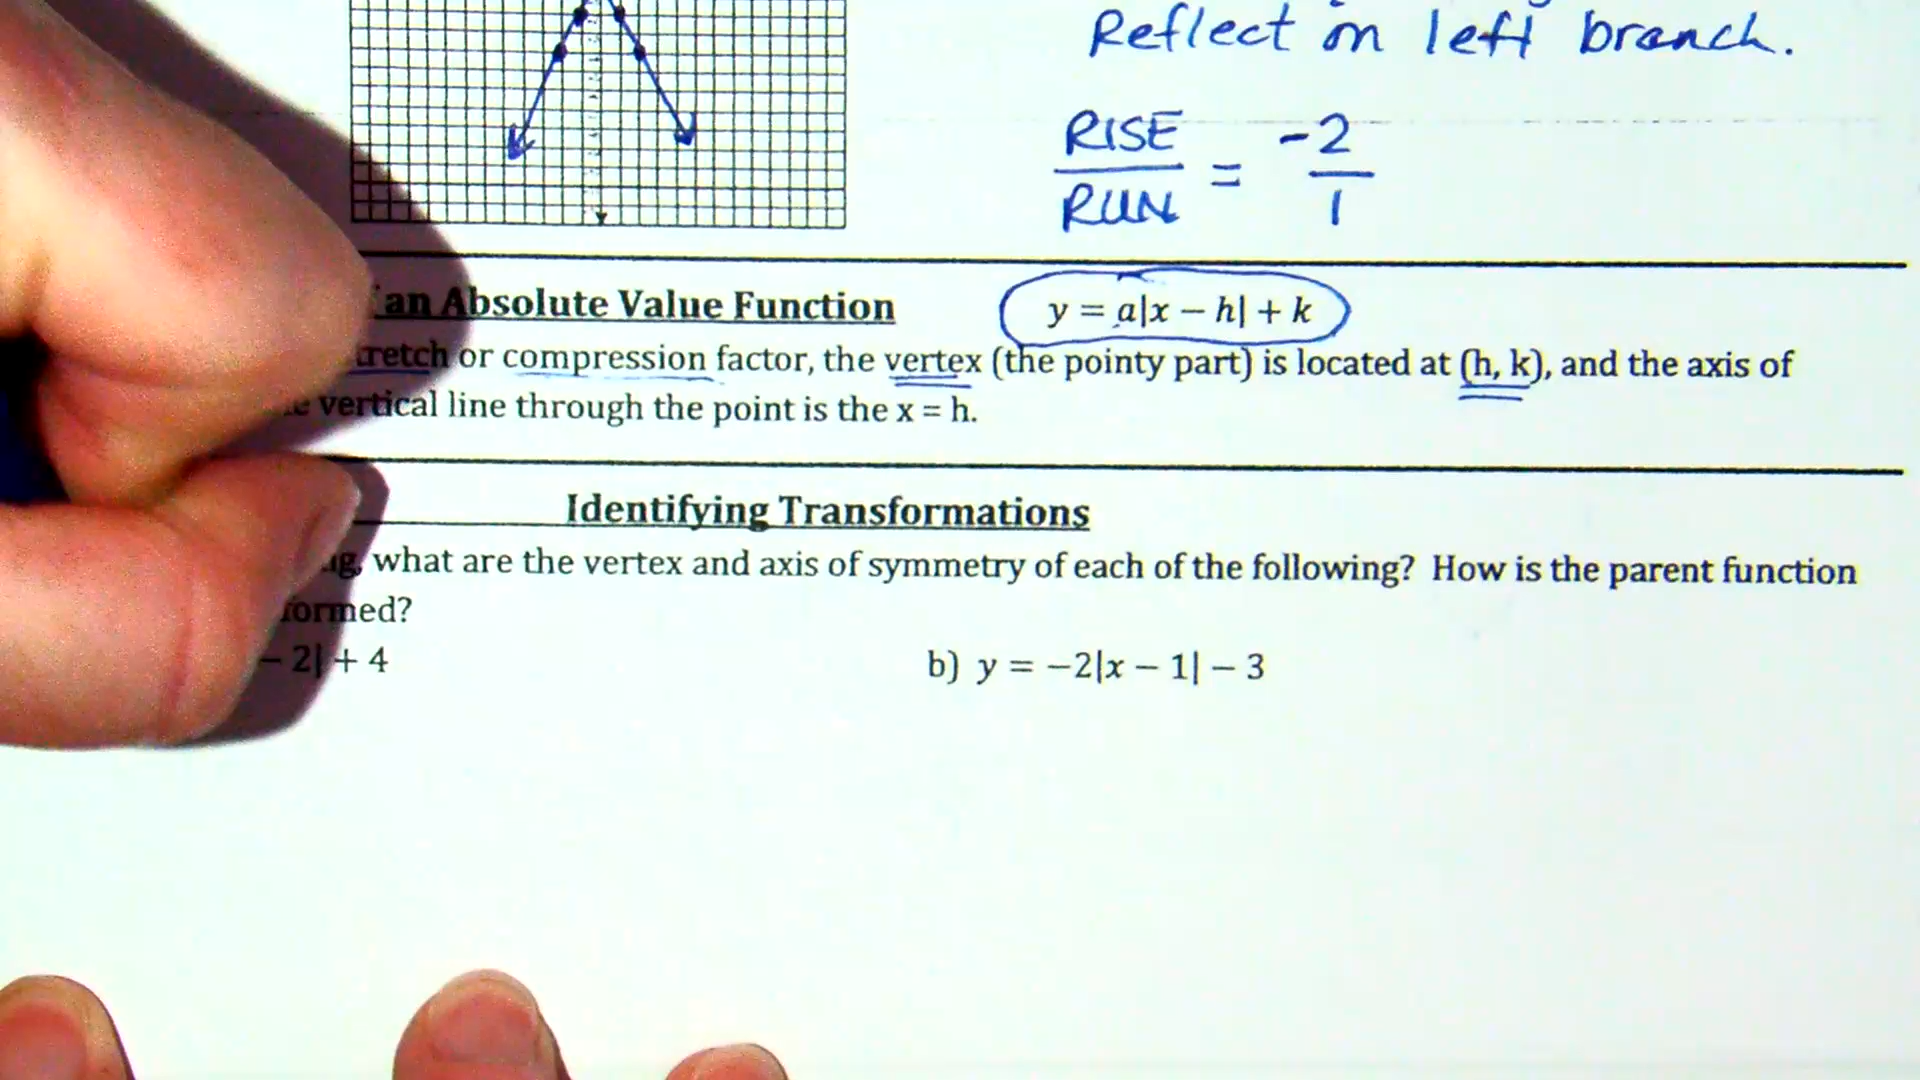 Reflect on left branch.
RISE
RUN
=
-2
1
an Absolute Value Function
y = a|x − h| + k
or compression factor, the vertex (the pointy part) is located at (h, k), and the axis of
vertical line through the point is the x = h.
Identifying Transformations
what are the vertex and axis of symmetry of each of the following? How is the parent function
formed?
− 2| + 4
b) y = −2|x − 1| − 3